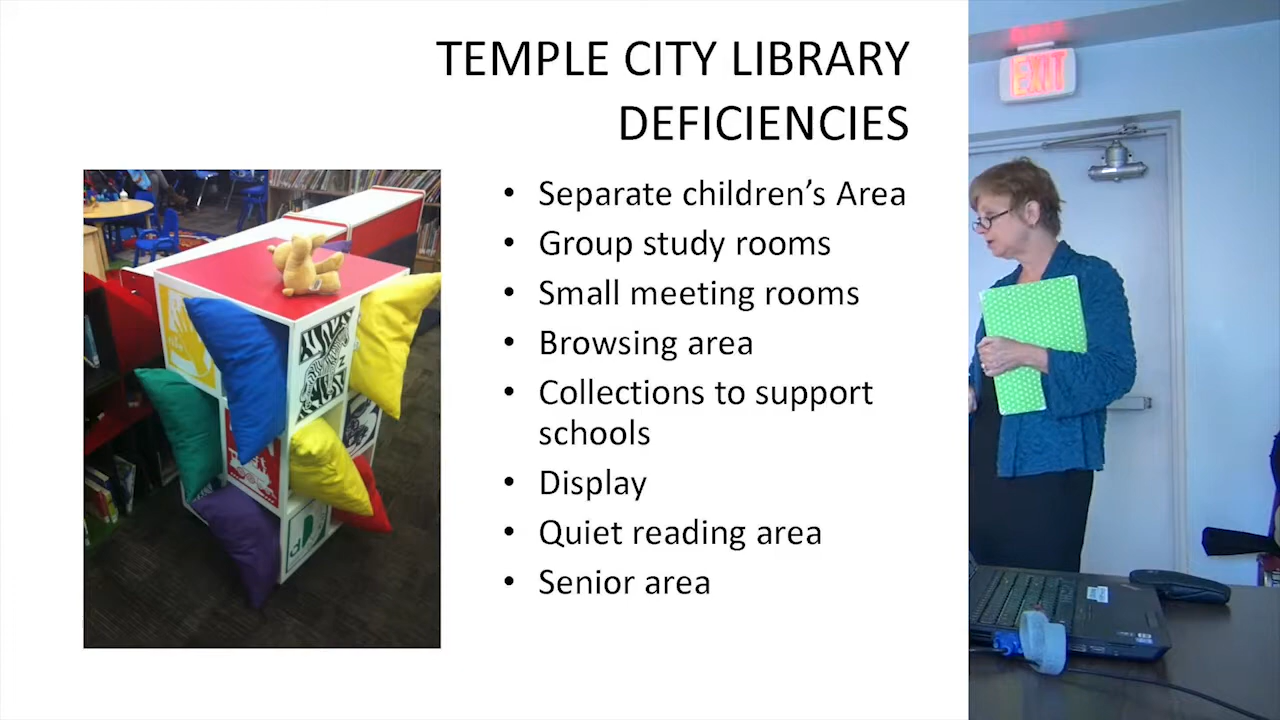 TEMPLE CITY LIBRARY
DEFICIENCIES
• Separate children's Area
• Group study rooms
• Small meeting rooms
• Browsing area
• Collections to support
schools
• Display
• Quiet reading area
• Senior area
EXIT